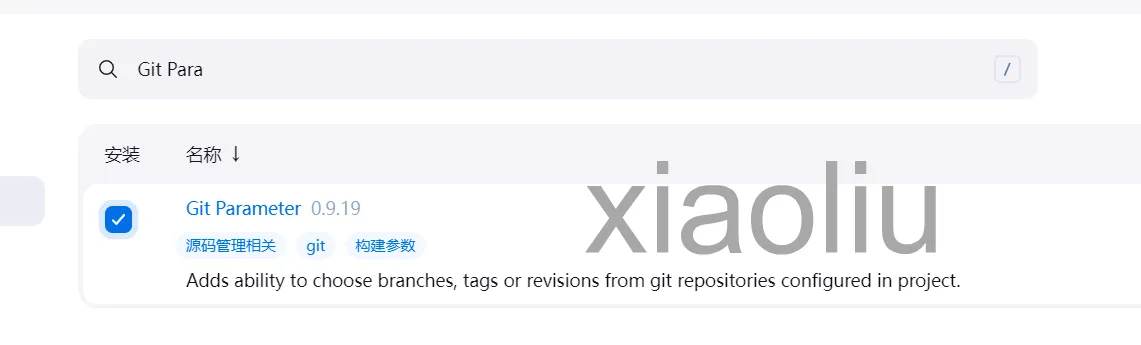 Git Para /
安装 名称 ↓
xiaoliu
Git Parameter 0.9.19
源码管理相关 git 构建参数
Adds ability to choose branches, tags or revisions from git repositories configured in project.